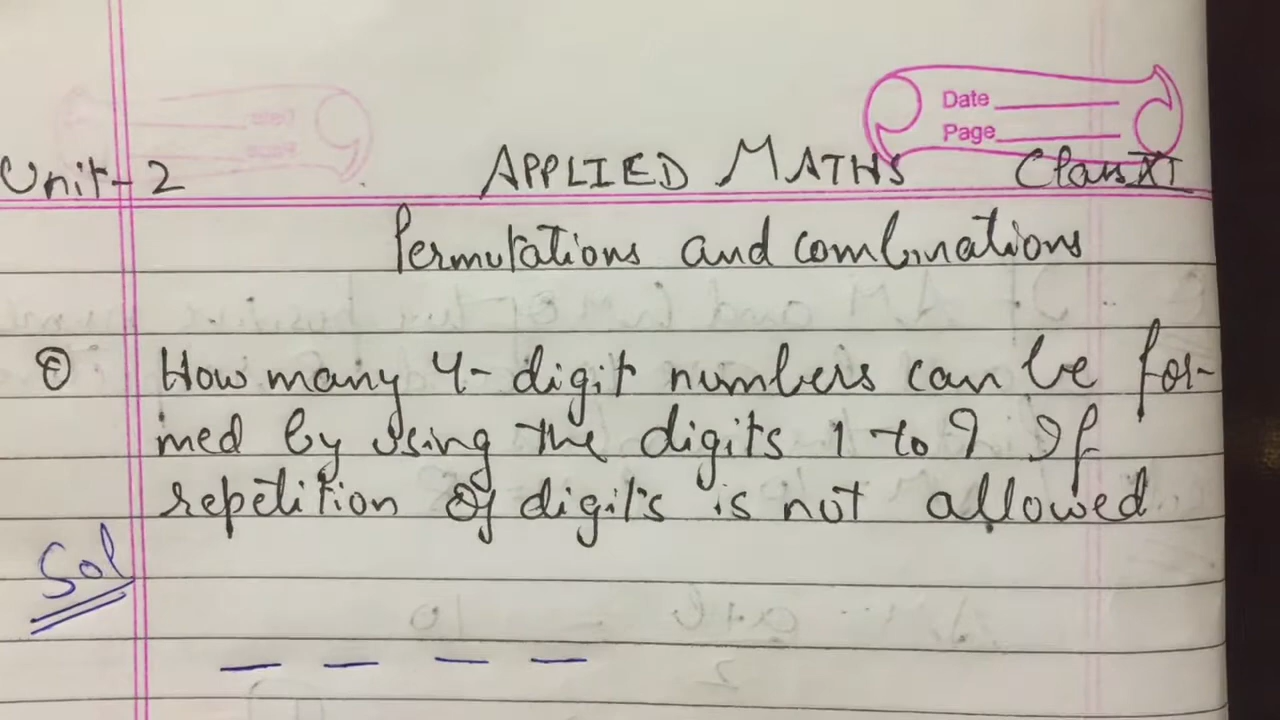 Date
Page
Unit-2 APPLIED MATHS Class XI
Permutations and combinations
Q How many 4-digit numbers can be for-
med by using the digits 1 to 9 If
repetition of digits is not allowed
Sol